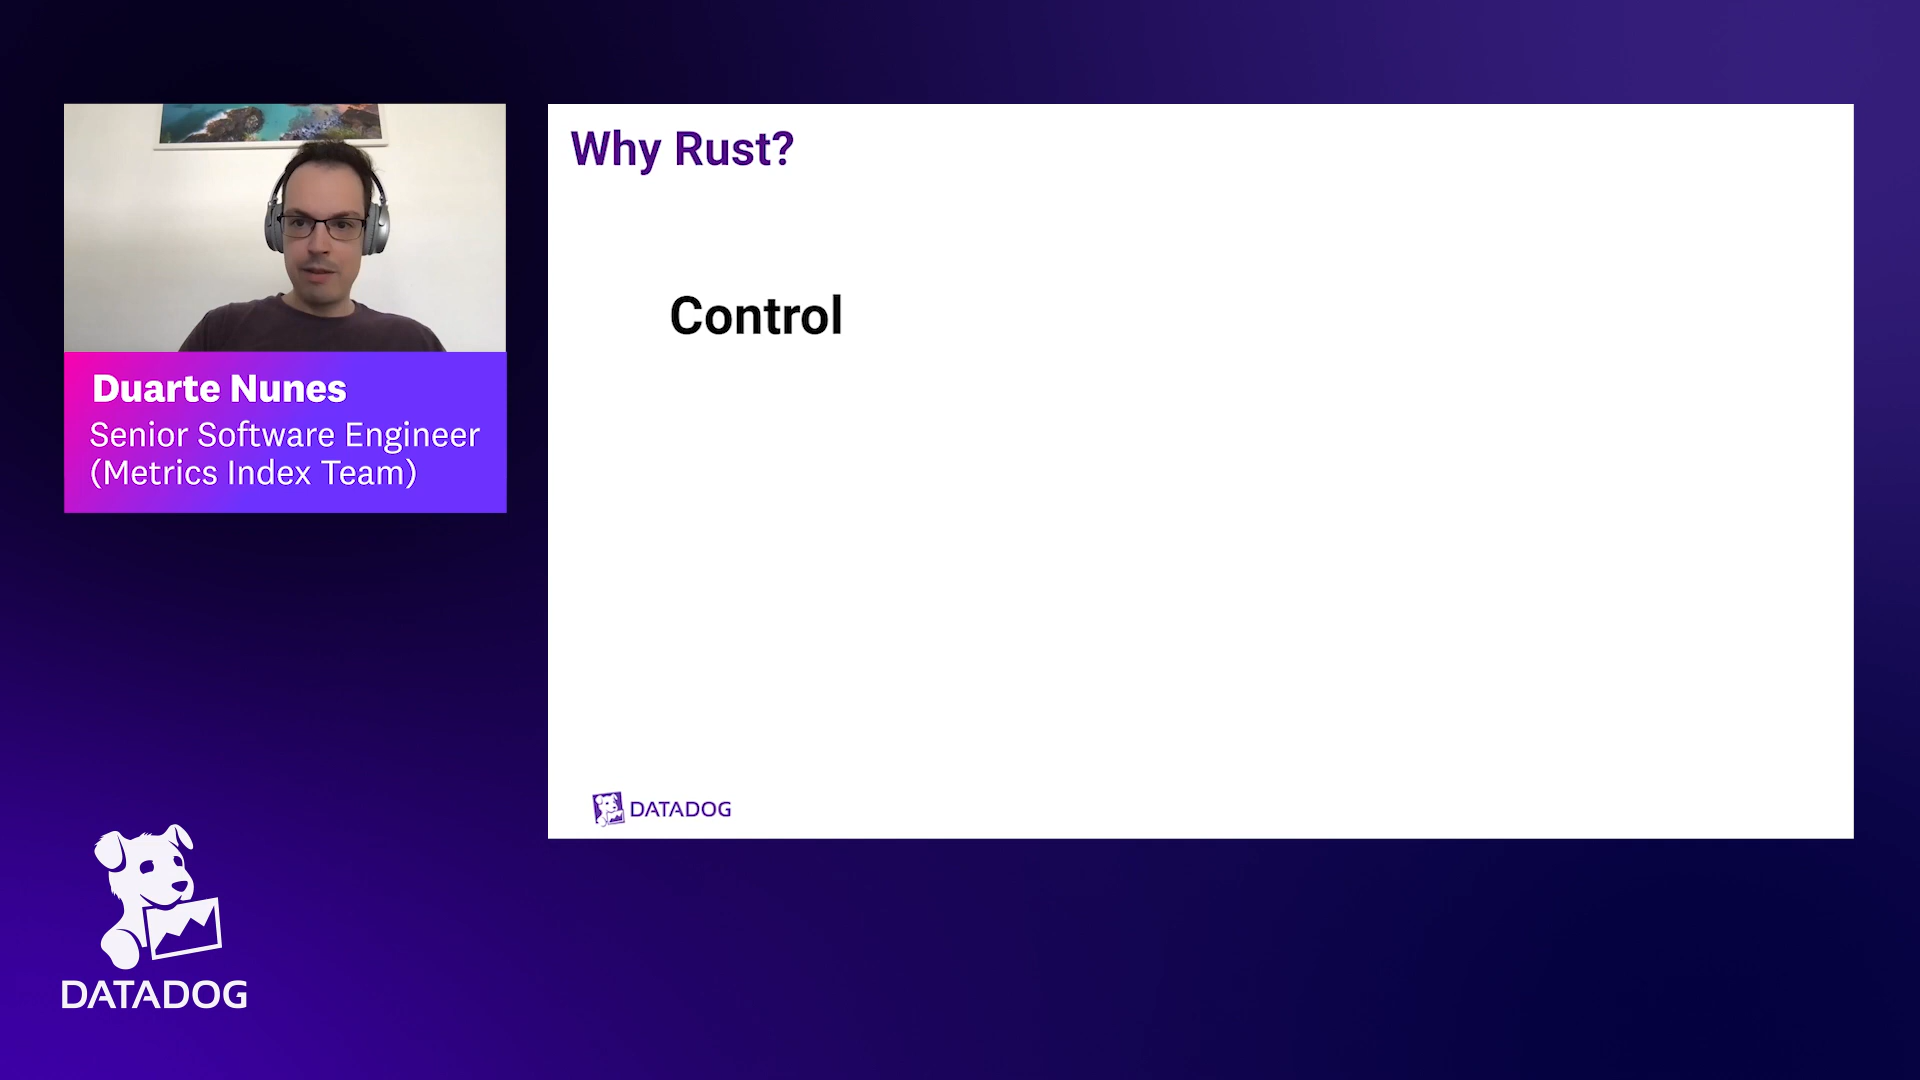 Duarte Nunes
Senior Software Engineer
(Metrics Index Team)
Why Rust?
Control
DATADOG
DATADOG